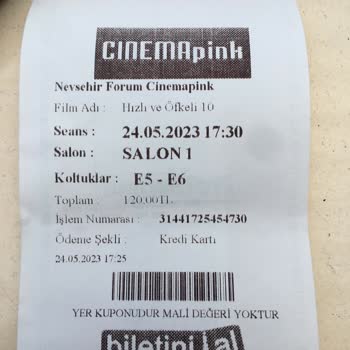 CINEMApink
Nevsehir Forum Cinemapink
Film Adı : Hızlı ve Öfkeli 10
Seans : 24.05.2023 17:30
Salon : SALON 1
Koltuklar : E5 - E6
Toplam : 120,00TL
İşlem Numarası : 31441725454730
Ödeme Şekli : Kredi Kartı
24.05.2023 17:25
YER KUPONUDUR MALİ DEĞERİ YOKTUR
biletini al